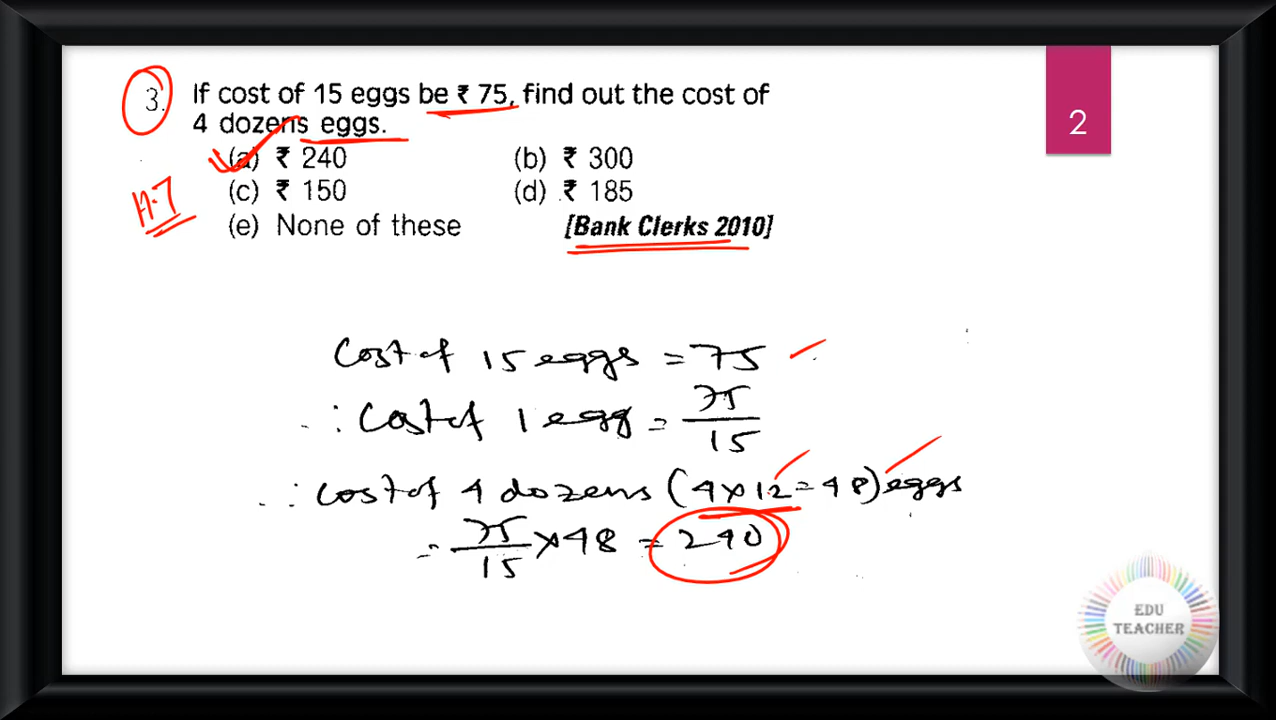 3. If cost of 15 eggs be ₹ 75, find out the cost of
2
4 dozens eggs.
(a) ₹ 240 (b) ₹ 300
(c) ₹ 150 (d) ₹ 185
(e) None of these [Bank Clerks 2010]
Cost of 15 eggs = 75
∴ Cost of 1 egg = 75/15
∴ cost of 4 dozens (4×12=48) eggs
= 75/15 × 48 = 240
EDU
TEACHER